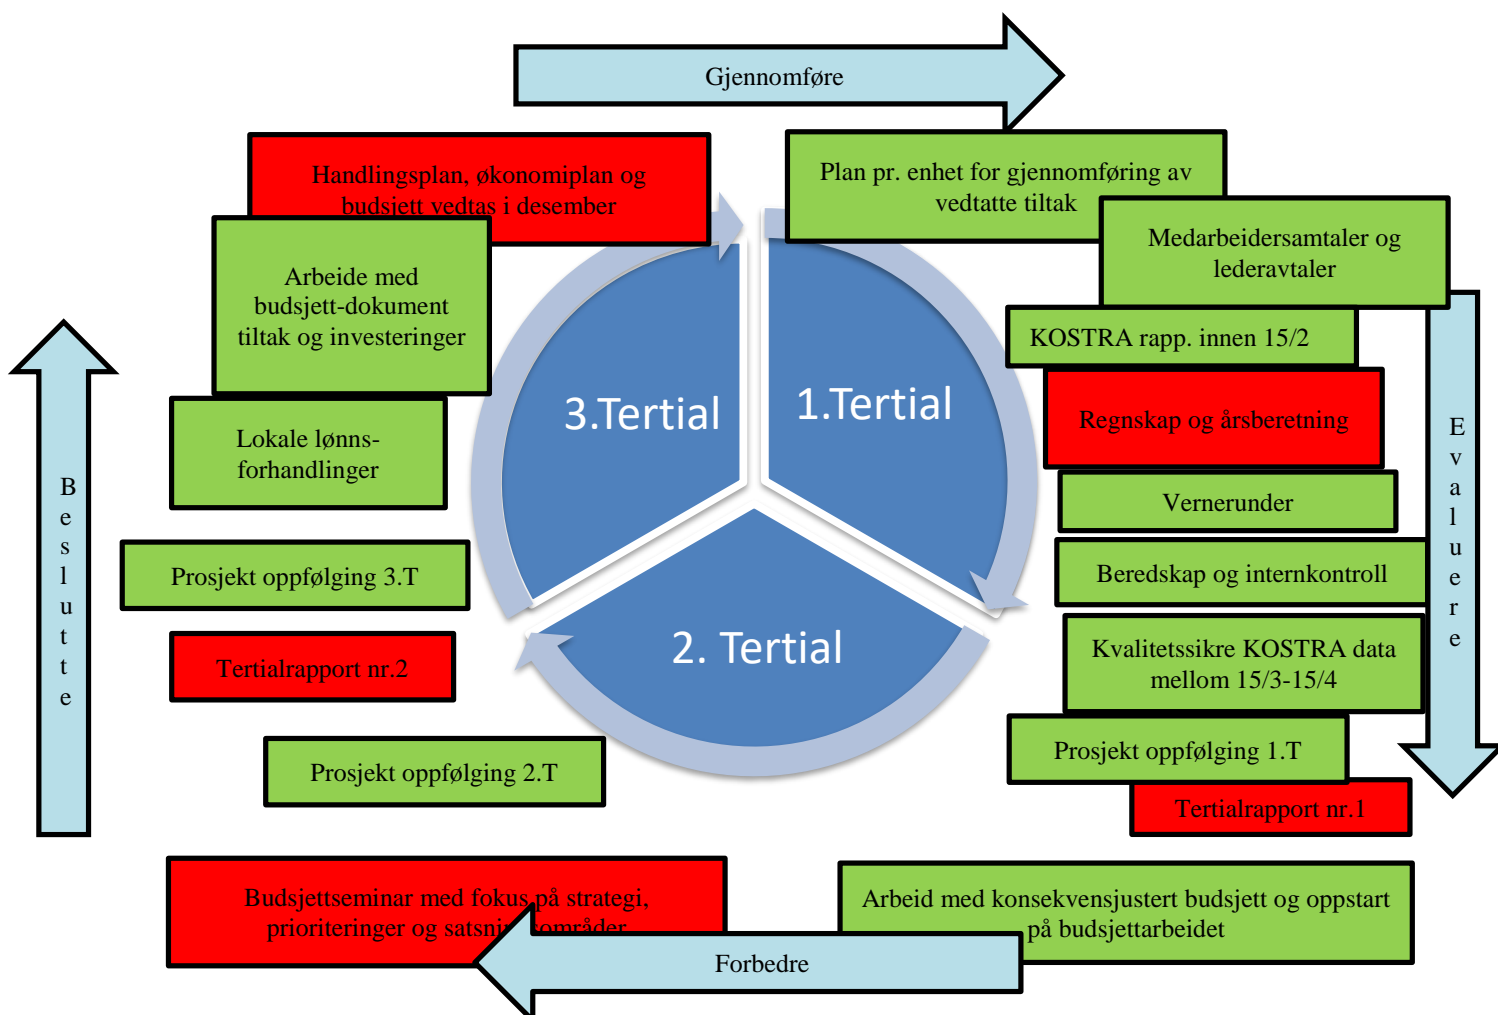 Gjennomføre
Handlingsplan, økonomiplan og
budsjett vedtas i desember
Plan pr. enhet for gjennomføring av
vedtatte tiltak
Medarbeidersamtaler og
lederavtaler
Arbeide med
budsjett-dokument
tiltak og investeringer
KOSTRA rapp. innen 15/2
3.Tertial
1.Tertial
Regnskap og årsberetning
Lokale lønns-
forhandlinger
Vernerunder
Evaluere
Beslutte
Prosjekt oppfølging 3.T
Beredskap og internkontroll
2. Tertial
Tertialrapport nr.2
Kvalitetssikre KOSTRA data
mellom 15/3-15/4
Prosjekt oppfølging 2.T
Prosjekt oppfølging 1.T
Tertialrapport nr.1
Budsjettseminar med fokus på strategi,
prioriteringer og satsningsområder
Arbeid med konsekvensjustert budsjett og oppstart
på budsjettarbeidet
Forbedre